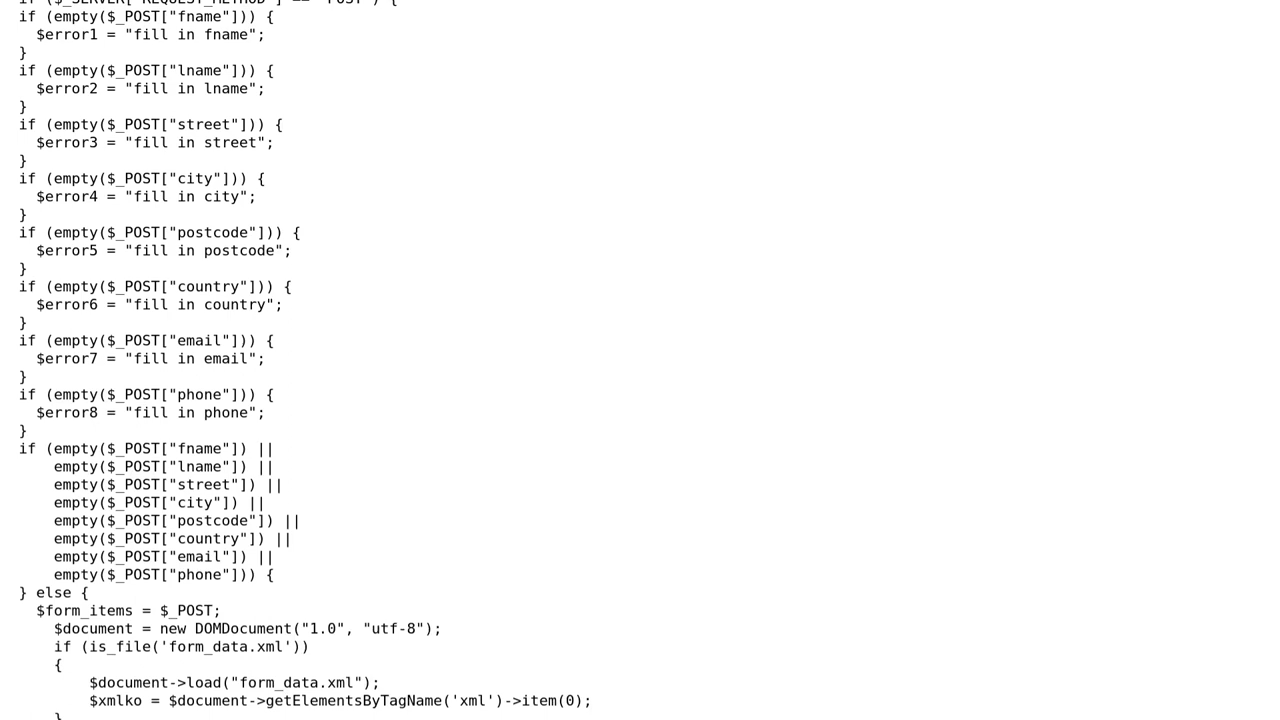 if ($_SERVER["REQUEST_METHOD"] == "POST") {
if (empty($_POST["fname"])) {
$error1 = "fill in fname";
}
if (empty($_POST["lname"])) {
$error2 = "fill in lname";
}
if (empty($_POST["street"])) {
$error3 = "fill in street";
}
if (empty($_POST["city"])) {
$error4 = "fill in city";
}
if (empty($_POST["postcode"])) {
$error5 = "fill in postcode";
}
if (empty($_POST["country"])) {
$error6 = "fill in country";
}
if (empty($_POST["email"])) {
$error7 = "fill in email";
}
if (empty($_POST["phone"])) {
$error8 = "fill in phone";
}
if (empty($_POST["fname"]) ||
empty($_POST["lname"]) ||
empty($_POST["street"]) ||
empty($_POST["city"]) ||
empty($_POST["postcode"]) ||
empty($_POST["country"]) ||
empty($_POST["email"]) ||
empty($_POST["phone"])) {
} else {
$form_items = $_POST;
$document = new DOMDocument("1.0", "utf-8");
if (is_file('form_data.xml'))
{
$document->load("form_data.xml");
$xmlko = $document->getElementsByTagName('xml')->item(0);
}